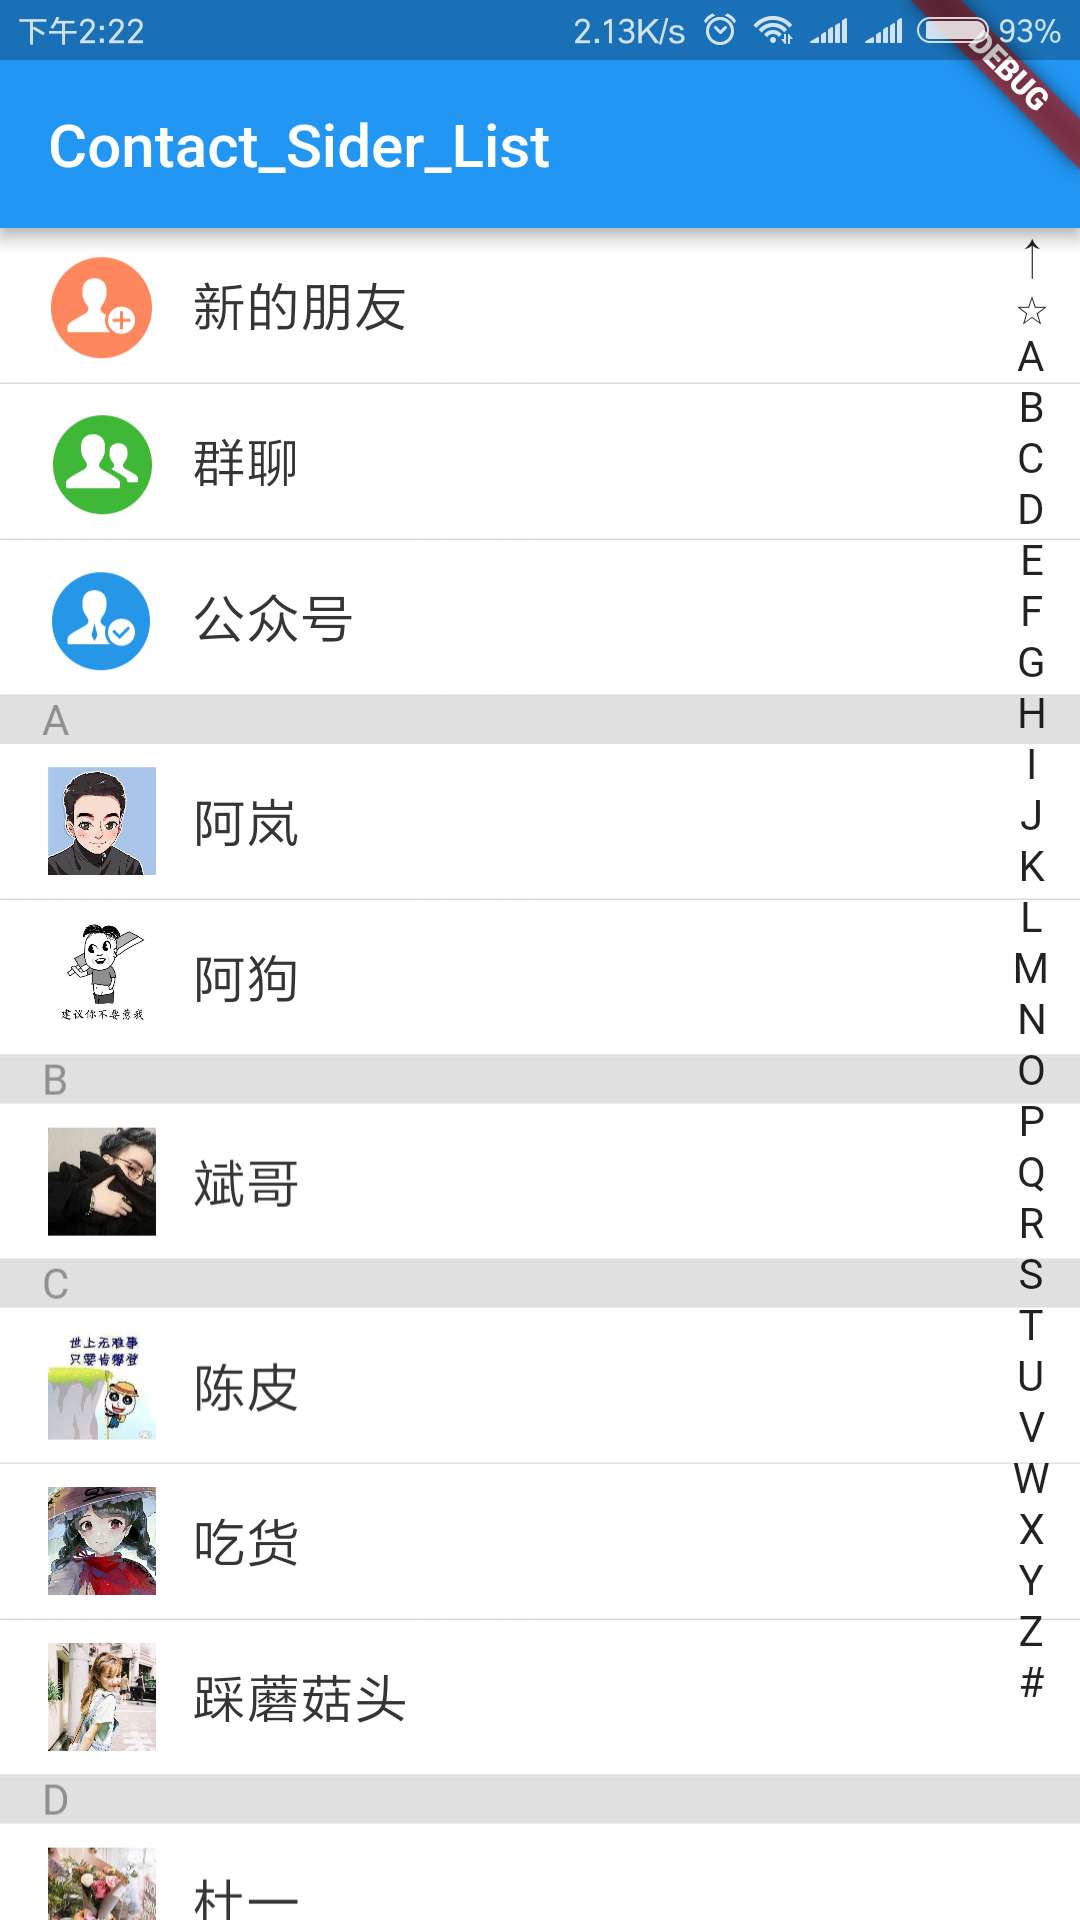 下午2:22 2.13K/s 93%
DEBUG
Contact_Sider_List
新的朋友
群聊
公众号
A
阿岚
阿狗
建议你不要惹我
B
斌哥
C
世上无难事
只要肯攀登
陈皮
吃货
踩蘑菇头
D
杜一
↑
☆
A
B
C
D
E
F
G
H
I
J
K
L
M
N
O
P
Q
R
S
T
U
V
W
X
Y
Z
#